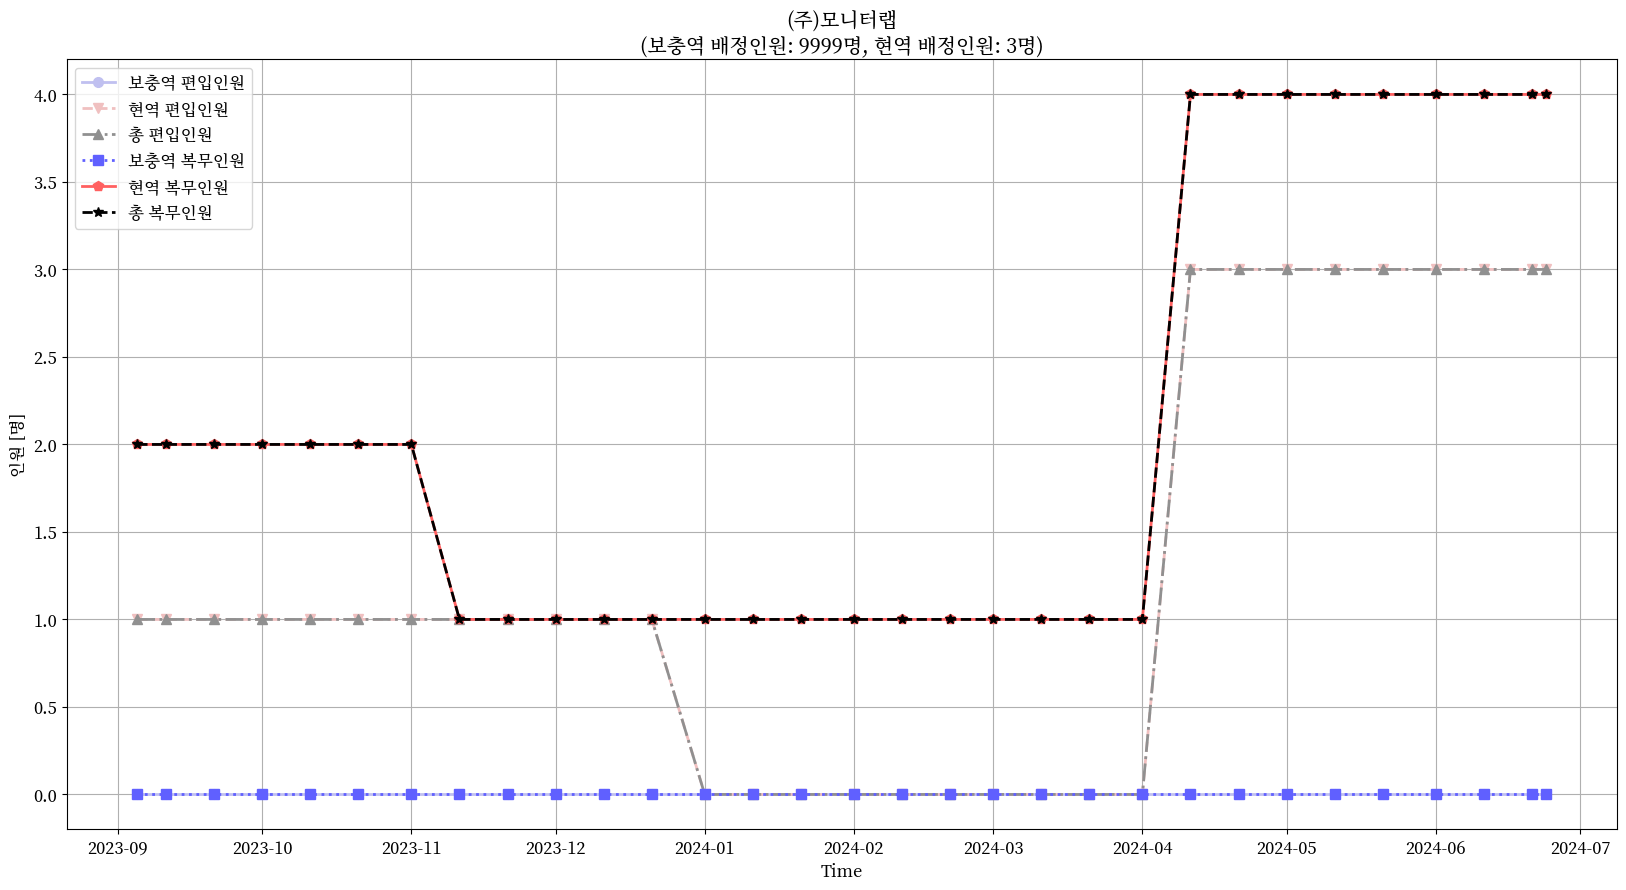 (주)모니터랩
(보충역 배정인원: 9999명, 현역 배정인원: 3명)
보충역 편입인원
현역 편입인원
총 편입인원
보충역 복무인원
현역 복무인원
총 복무인원
인원 [명]
4.0
3.5
3.0
2.5
2.0
1.5
1.0
0.5
0.0
2023-09 2023-10 2023-11 2023-12 2024-01 2024-02 2024-03 2024-04 2024-05 2024-06 2024-07
Time